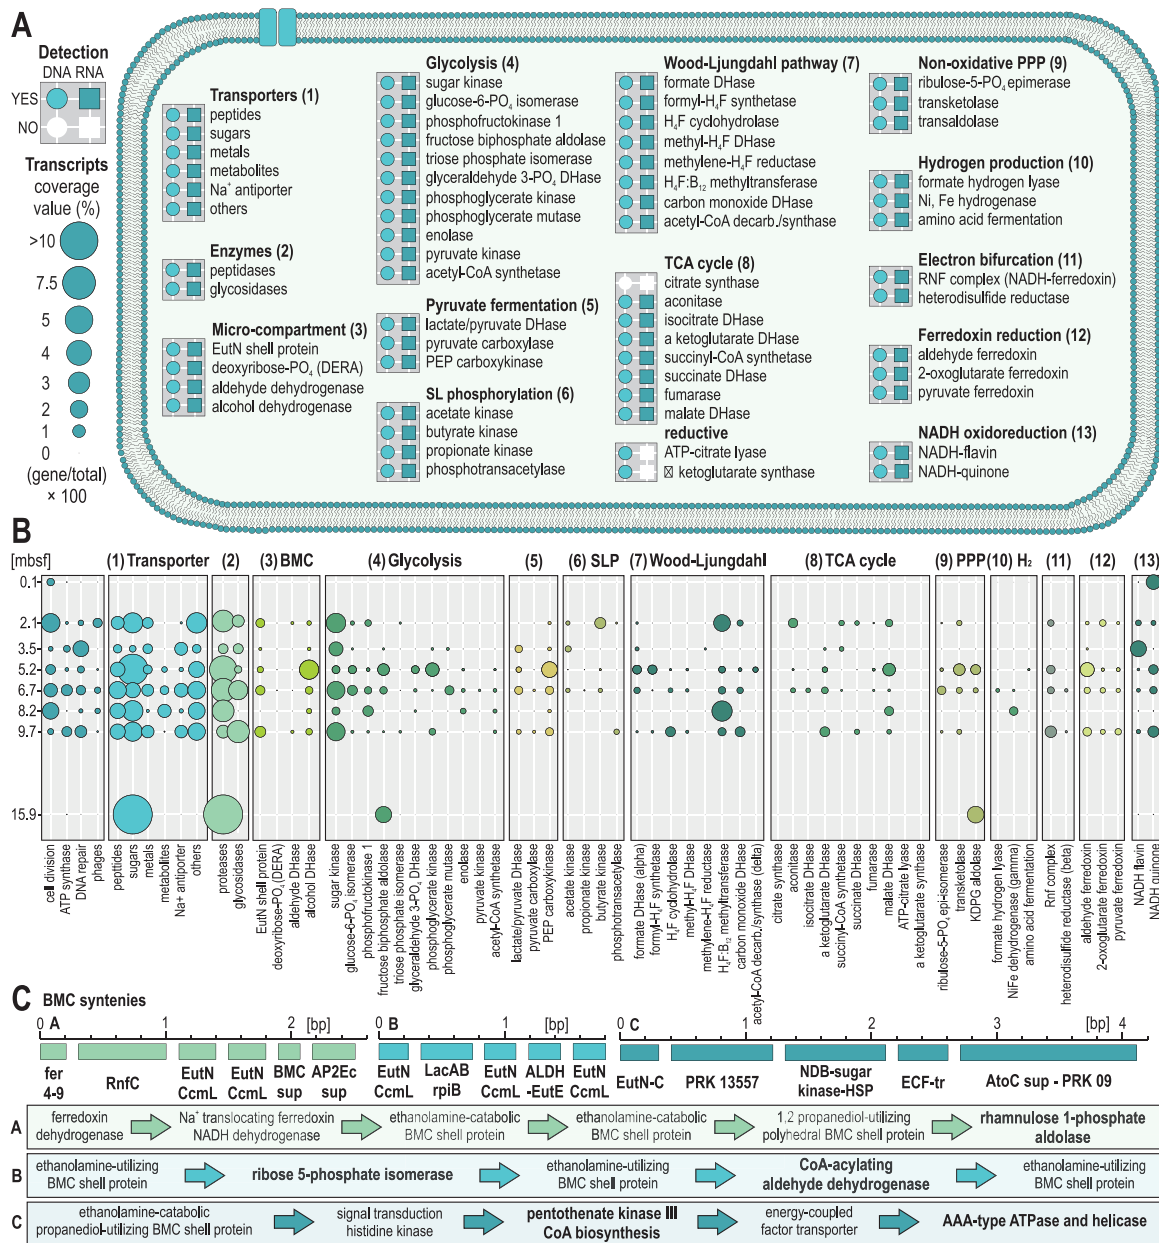 A
Detection
DNA RNA
YES
NO
Transcripts
coverage
value (%)
>10
7.5
5
4
3
2
1
0
(gene/total)
× 100
Transporters (1)
peptides
sugars
metals
metabolites
Na⁺ antiporter
others
Enzymes (2)
peptidases
glycosidases
Micro-compartment (3)
EutN shell protein
deoxyribose-PO₄ (DERA)
aldehyde dehydrogenase
alcohol dehydrogenase
Glycolysis (4)
sugar kinase
glucose-6-PO₄ isomerase
phosphofructokinase 1
fructose biphosphate aldolase
triose phosphate isomerase
glyceraldehyde 3-PO₄ DHase
phosphoglycerate kinase
phosphoglycerate mutase
enolase
pyruvate kinase
acetyl-CoA synthetase
Pyruvate fermentation (5)
lactate/pyruvate DHase
pyruvate carboxylase
PEP carboxykinase
SL phosphorylation (6)
acetate kinase
butyrate kinase
propionate kinase
phosphotransacetylase
Wood-Ljungdahl pathway (7)
formate DHase
formyl-H₄F synthetase
H₄F cyclohydrolase
methyl-H₄F DHase
methylene-H₄F reductase
H₄F:B₁₂ methyltransferase
carbon monoxide DHase
acetyl-CoA decarb./synthase
TCA cycle (8)
citrate synthase
aconitase
isocitrate DHase
a ketoglutarate DHase
succinyl-CoA synthetase
succinate DHase
fumarase
malate DHase
reductive
ATP-citrate lyase
☒ ketoglutarate synthase
Non-oxidative PPP (9)
ribulose-5-PO₄ epimerase
transketolase
transaldolase
Hydrogen production (10)
formate hydrogen lyase
Ni, Fe hydrogenase
amino acid fermentation
Electron bifurcation (11)
RNF complex (NADH-ferredoxin)
heterodisulfide reductase
Ferredoxin reduction (12)
aldehyde ferredoxin
2-oxoglutarate ferredoxin
pyruvate ferredoxin
NADH oxidoreduction (13)
NADH-flavin
NADH-quinone
B
[mbsf]
(1) Transporter (2) (3) BMC (4) Glycolysis (5) (6) SLP (7) Wood-Ljungdahl (8) TCA cycle (9) PPP (10) H₂ (11) (12) (13)
0.1
2.1
3.5
5.2
6.7
8.2
9.7
15.9
cell division
ATP synthase
DNA repair
phages
peptides
sugars
metals
metabolites
Na+ antiporter
others
proteases
glycosidases
EutN shell protein
deoxyribose-PO₄(DERA)
aldehyde DHase
alcohol DHase
sugar kinase
glucose-6-PO₄ isomerase
phosphofructokinase 1
fructose biphosphate aldolase
triose phosphate isomerase
glyceraldehyde 3-PO₄ DHase
phosphoglycerate kinase
phosphoglycerate mutase
enolase
pyruvate kinase
acetyl-CoA synthetase
lactate/pyruvate DHase
pyruvate carboxylase
PEP carboxykinase
acetate kinase
propionate kinase
butyrate kinase
phosphotransacetylase
formate DHase (alpha)
formyl-H₄F synthetase
H₄F cyclohydrolase
methyl-H₄F DHase
methylene-H₄F reductase
H₄F:B₁₂ methyltransferase
carbon monoxide DHase
acetyl-CoA decarb./synthase (delta)
citrate synthase
aconitase
isocitrate DHase
a ketoglutarate DHase
succinyl-CoA synthetase
succinate DHase
fumarase
malate DHase
ATP-citrate lyase
a ketoglutarate synthase
ribulose-5-PO₄ epi-isomerase
transketolase
KDPG aldolase
formate hydrogen lyase
NiFe dehydrogenase (gamma)
amino acid fermentation
Rnf complex
heterodisulfide reductase (beta)
aldehyde ferredoxin
2-oxoglutarate ferredoxin
pyruvate ferredoxin
NADH flavin
NADH quinone
C BMC syntenies
0 A 1 2 [bp]
0 B 1 [bp]
0 C 1 2 3 [bp] 4
fer
4-9
RnfC
EutN
CcmL
EutN
CcmL
BMC
sup
AP2Ec
sup
EutN
CcmL
LacAB
rpiB
EutN
CcmL
ALDH
-EutE
EutN
CcmL
EutN-C
PRK 13557
NDB-sugar
kinase-HSP
ECF-tr
AtoC sup - PRK 09
A
ferredoxin
dehydrogenase
Na⁺ translocating ferredoxin
NADH dehydrogenase
ethanolamine-catabolic
BMC shell protein
ethanolamine-catabolic
BMC shell protein
1,2 propanediol-utilizing
polyhedral BMC shell protein
rhamnulose 1-phosphate
aldolase
B
ethanolamine-utilizing
BMC shell protein
ribose 5-phosphate isomerase
ethanolamine-utilizing
BMC shell protein
CoA-acylating
aldehyde dehydrogenase
ethanolamine-utilizing
BMC shell protein
C
ethanolamine-catabolic
propanediol-utilizing BMC shell protein
signal transduction
histidine kinase
pentothenate kinase III
CoA biosynthesis
energy-coupled
factor transporter
AAA-type ATPase and helicase